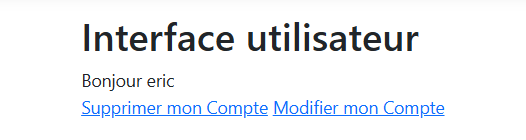 Interface utilisateur
Bonjour eric
Supprimer mon Compte Modifier mon Compte